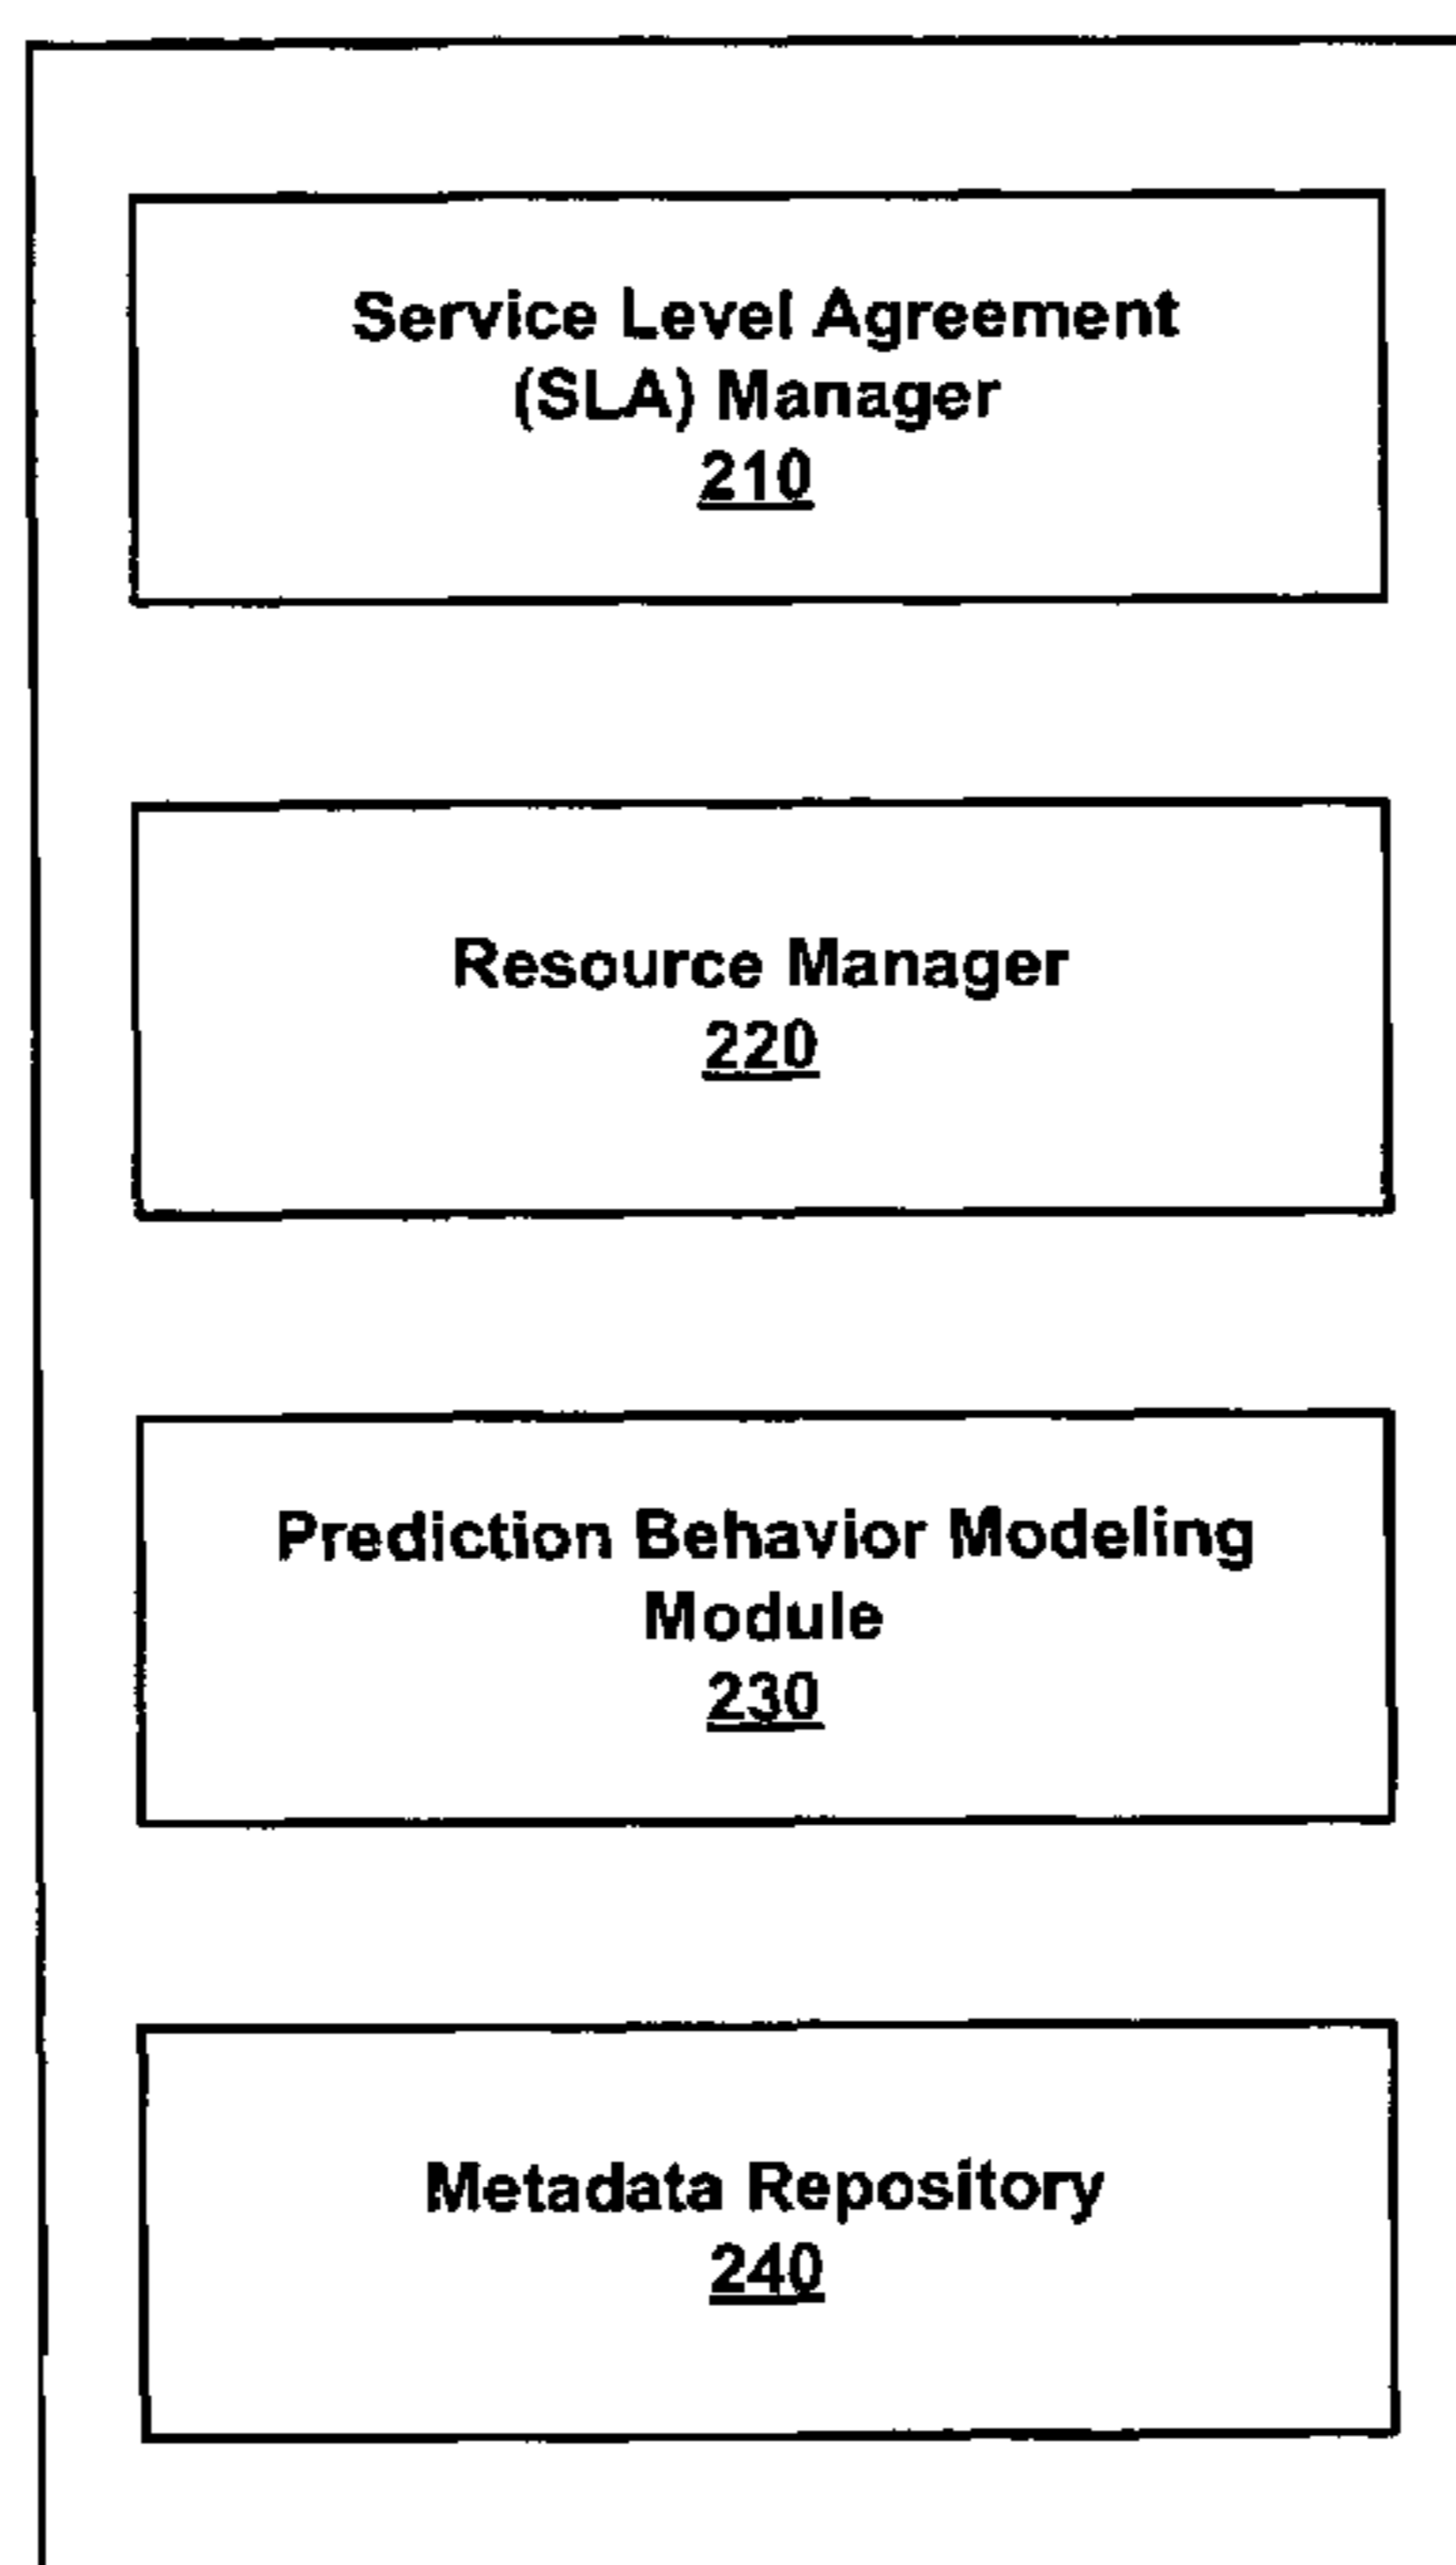 Service Level Agreement
(SLA) Manager
210
Resource Manager
220
Prediction Behavior Modeling
Module
230
Metadata Repository
240